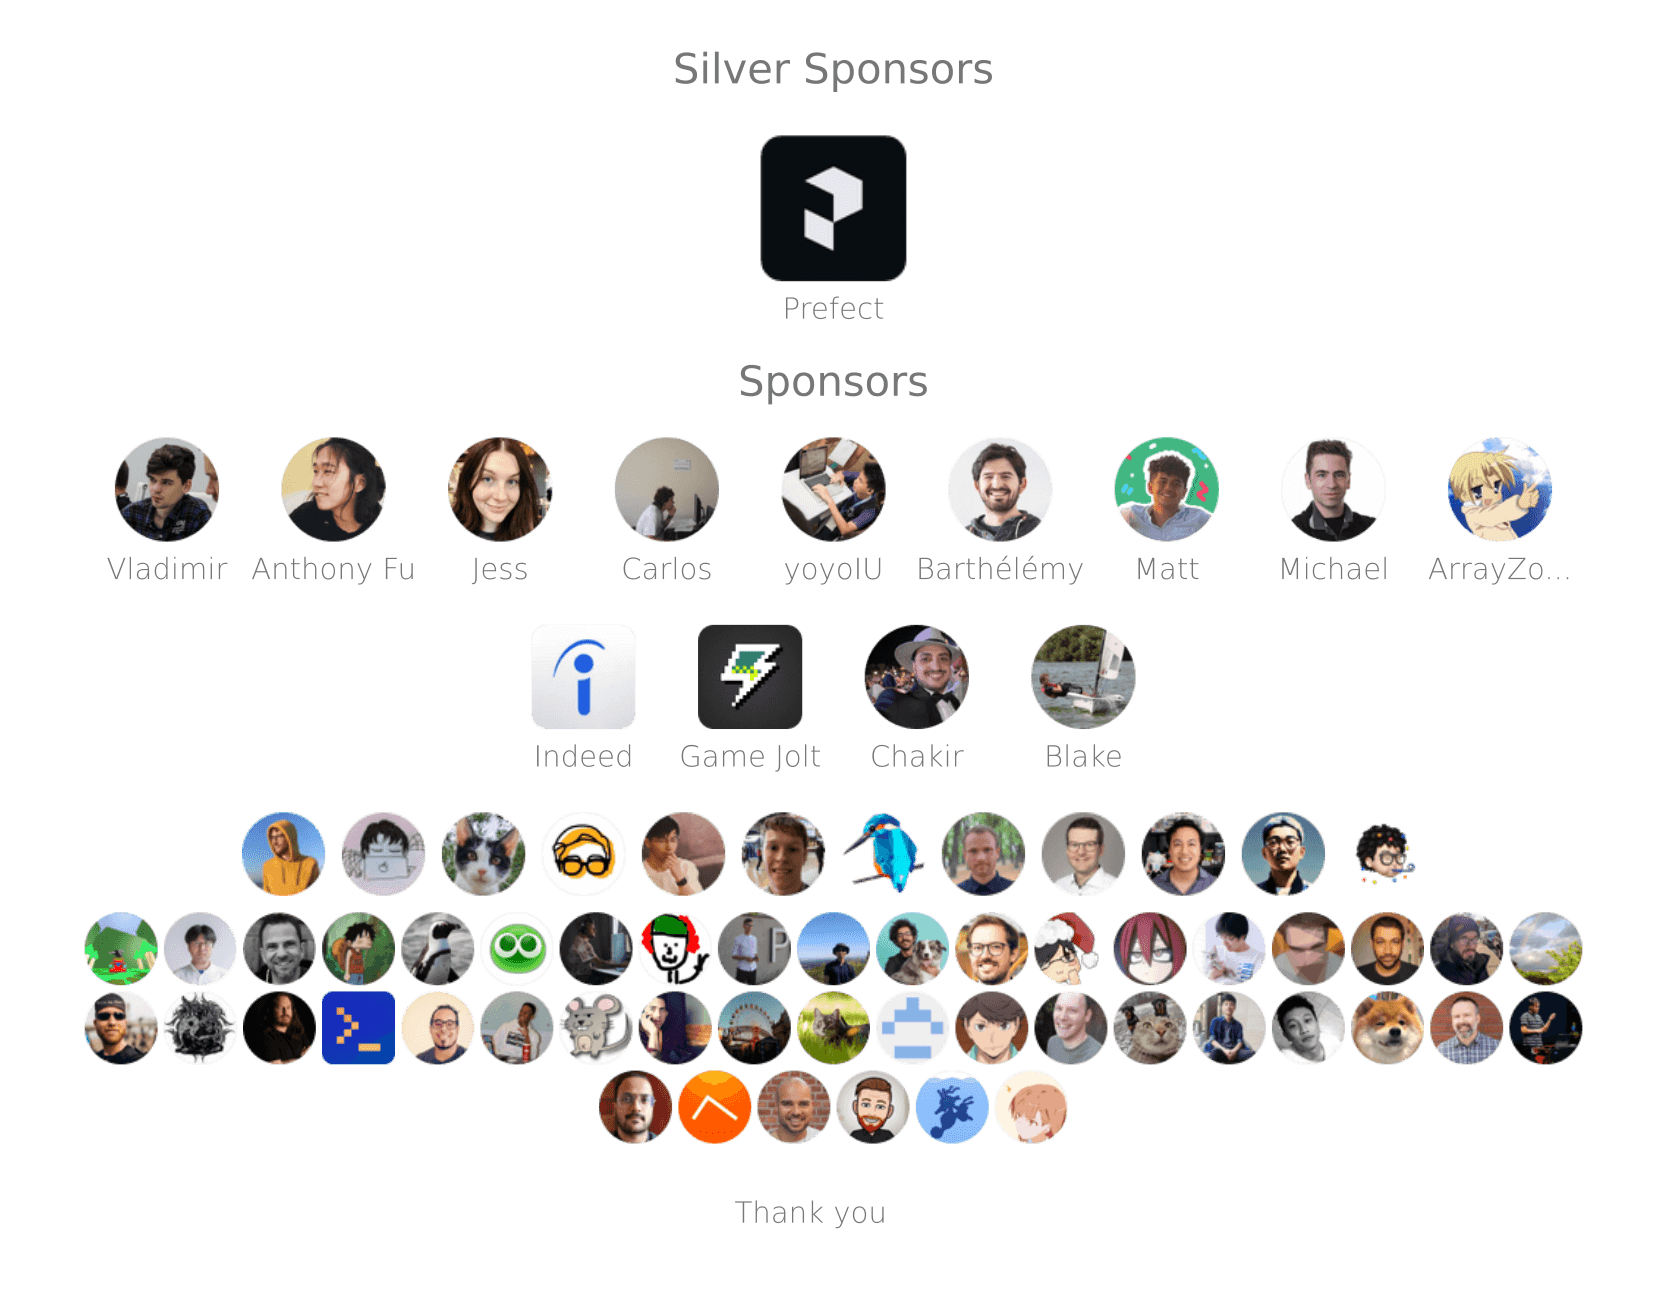 Silver Sponsors
Prefect
Sponsors
Vladimir Anthony Fu Jess Carlos yoyoIU Barthélémy Matt Michael ArrayZo...
Indeed Game Jolt Chakir Blake
Thank you